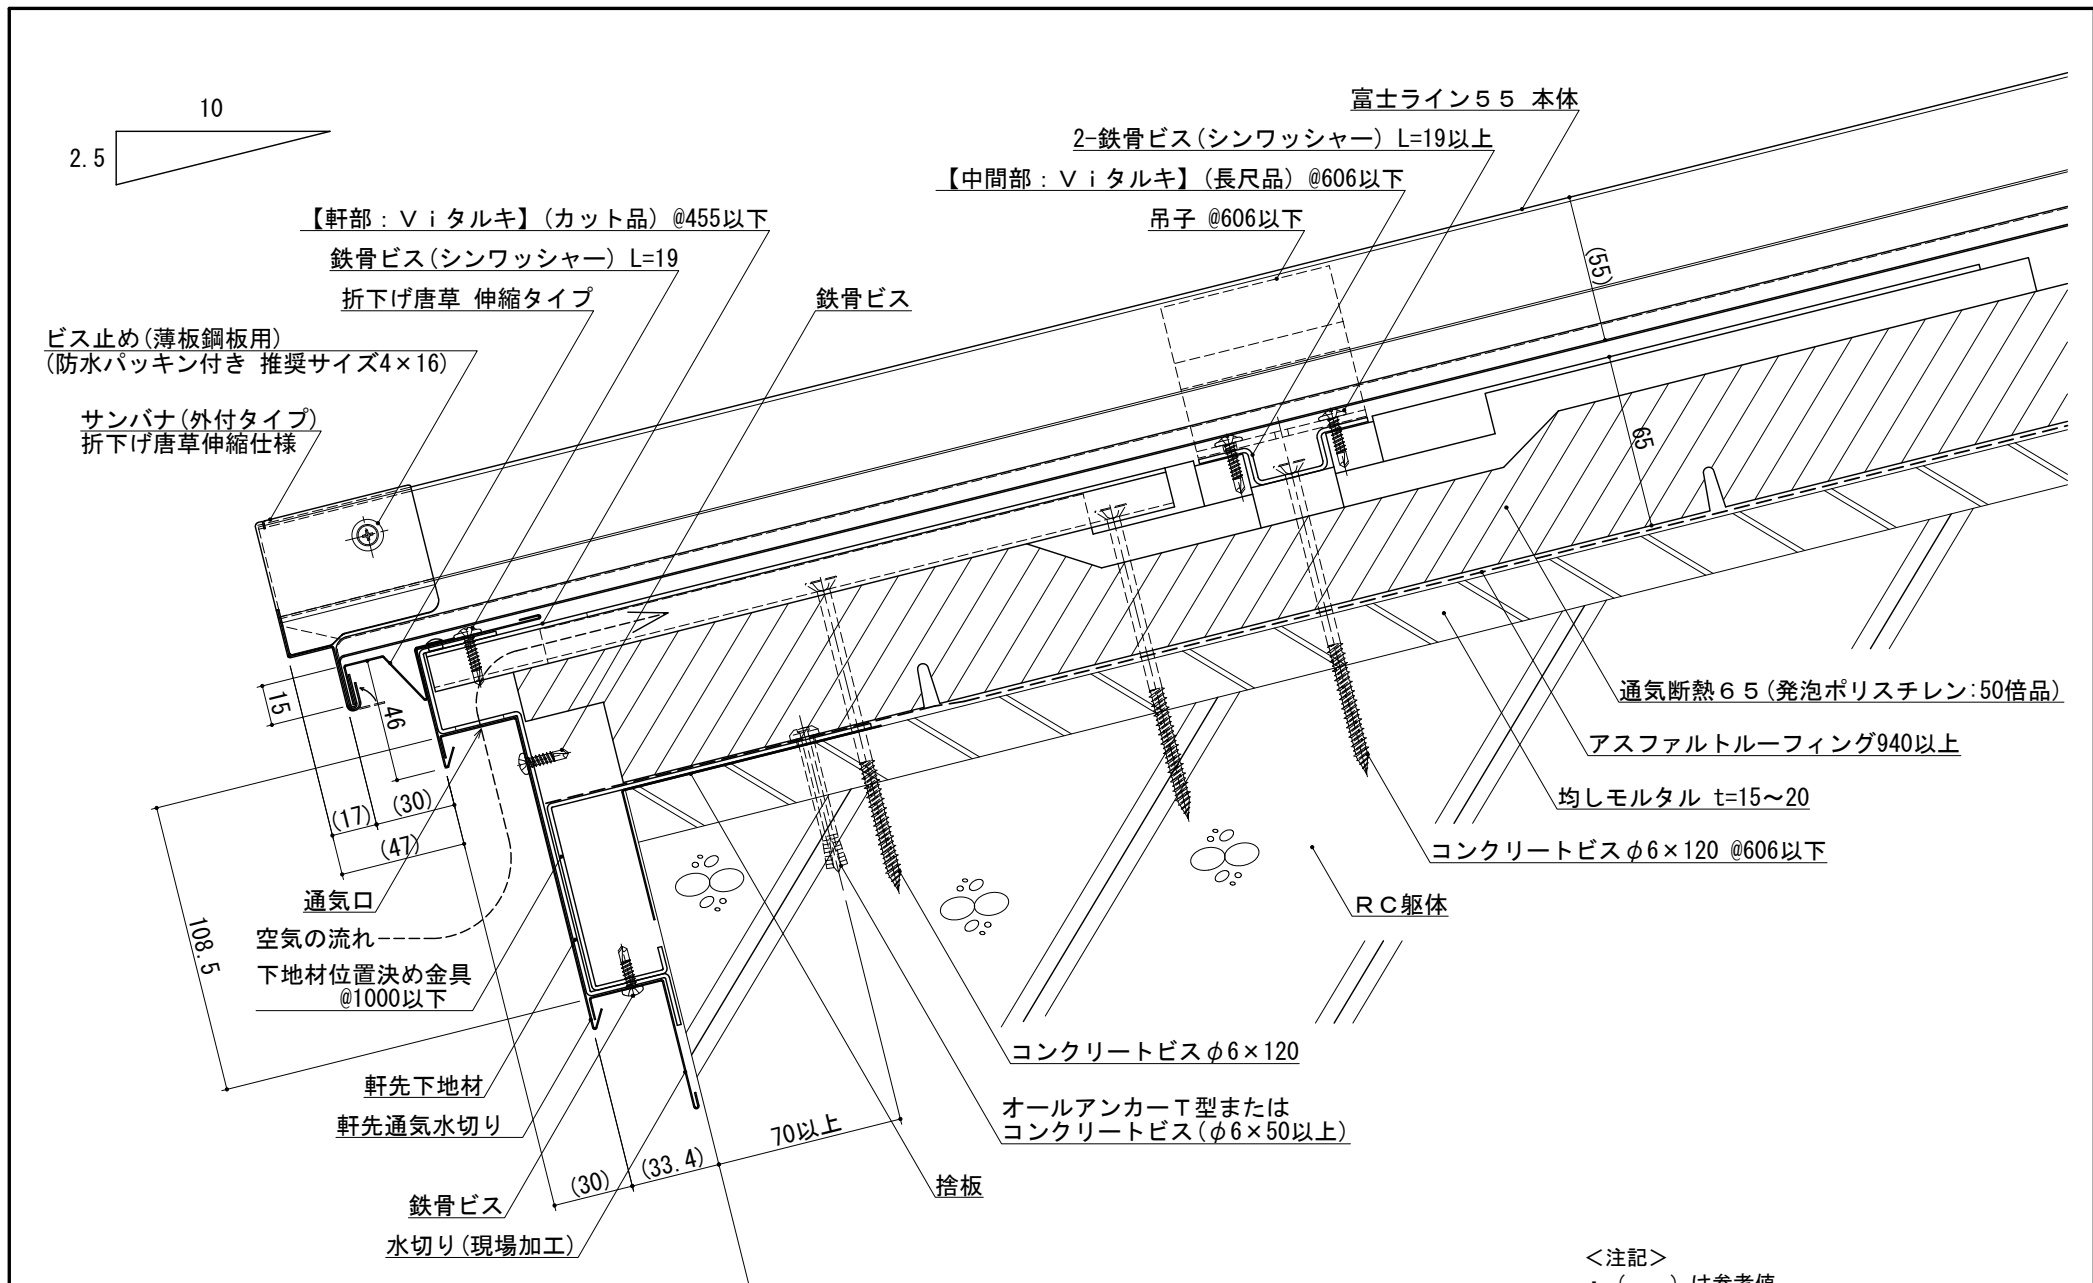 10
2.5
富士ライン５５ 本体
2-鉄骨ビス(シンワッシャー) L=19以上
【中間部：Ｖｉタルキ】(長尺品) @606以下
吊子 @606以下
【軒部：Ｖｉタルキ】(カット品) @455以下
鉄骨ビス(シンワッシャー) L=19
折下げ唐草 伸縮タイプ
鉄骨ビス
ビス止め(薄板鋼板用)
(防水パッキン付き 推奨サイズ4×16)
サンバナ(外付タイプ)
折下げ唐草伸縮仕様
(55)
65
15
46
(17)
(30)
(47)
108.5
通気口
空気の流れ
下地材位置決め金具
@1000以下
軒先下地材
軒先通気水切り
鉄骨ビス
水切り(現場加工)
(30)
(33.4)
70以上
通気断熱６５(発泡ポリスチレン:50倍品)
アスファルトルーフィング940以上
均しモルタル t=15～20
コンクリートビスφ6×120 @606以下
ＲＣ躯体
コンクリートビスφ6×120
オールアンカーＴ型または
コンクリートビス(φ6×50以上)
捨板
＜注記＞
・(　　)は参考値